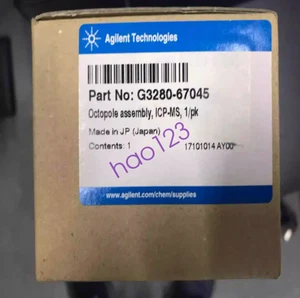 Agilent Technologies
Part No: G3280-67045
Octopole assembly, ICP-MS, 1/pk
Made in JP (Japan)
Contents: 1
17101014 AY00
hao123
www.agilent.com/chem/supplies